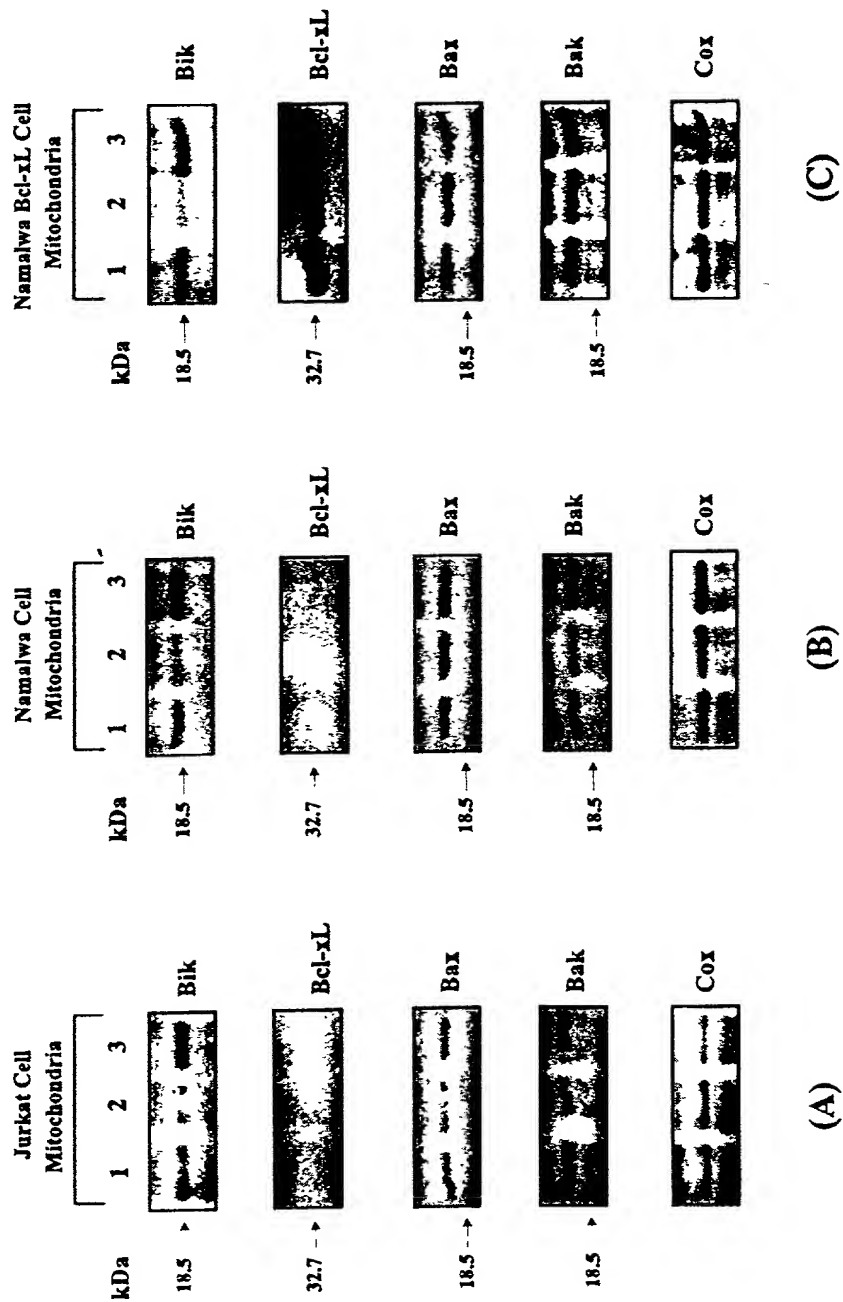 Jurkat Cell
Mitochondria
kDa
1 2 3
18.5
Bik
32.7
Bcl-xL
18.5
Bax
18.5
Bak
Cox
(A)
Namalwa Cell
Mitochondria
kDa
1 2 3
18.5
Bik
32.7
Bcl-xL
18.5
Bax
18.5
Bak
Cox
(B)
Namalwa Bcl-xL Cell
Mitochondria
kDa
1 2 3
18.5
Bik
32.7
Bcl-xL
18.5
Bax
18.5
Bak
Cox
(C)